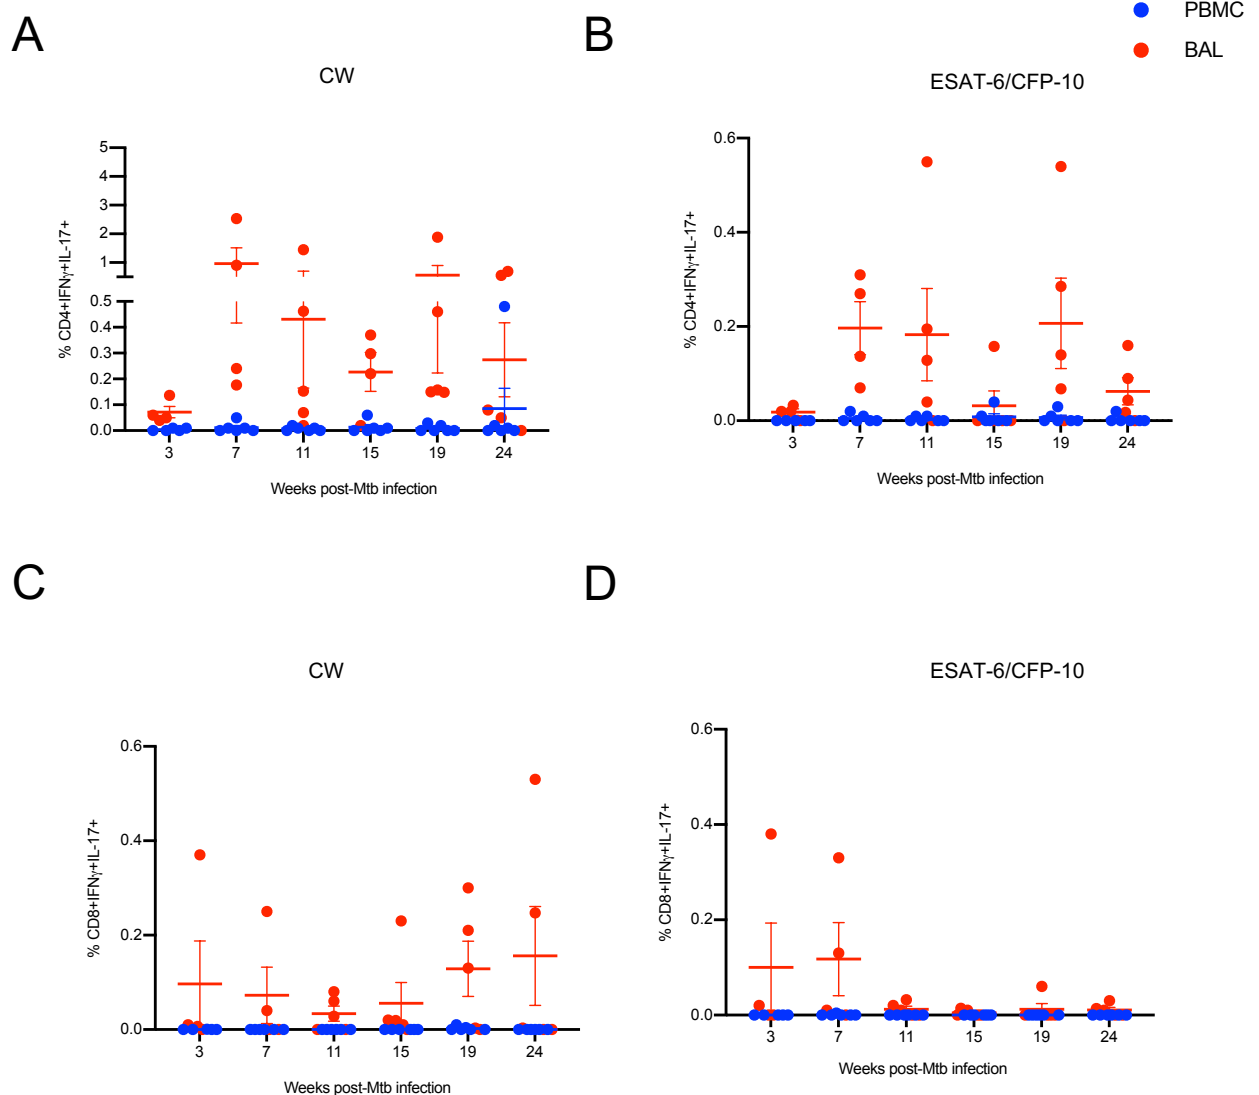 PBMC
BAL
A
CW
% CD4+IFNγ+IL-17+
5
4
3
2
1
0.5
0.4
0.3
0.2
0.1
0.0
3 7 11 15 19 24
Weeks post-Mtb infection
B
ESAT-6/CFP-10
% CD4+IFNγ+IL-17+
0.6
0.4
0.2
0.0
3 7 11 15 19 24
Weeks post-Mtb infection
C
CW
% CD8+IFNγ+IL-17+
0.6
0.4
0.2
0.0
3 7 11 15 19 24
Weeks post-Mtb infection
D
ESAT-6/CFP-10
% CD8+IFNγ+IL-17+
0.6
0.4
0.2
0.0
3 7 11 15 19 24
Weeks post-Mtb infection